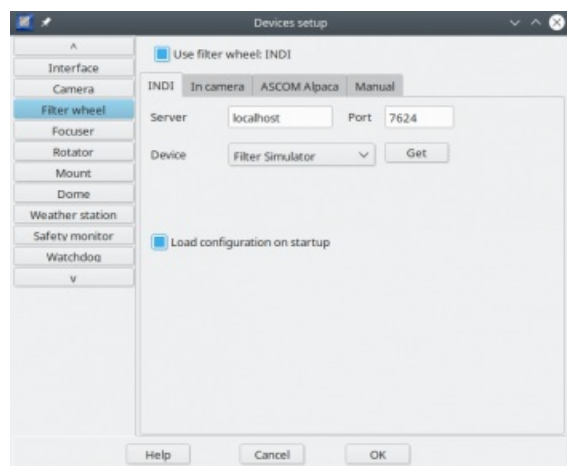 Devices setup
^
Interface
Camera
Filter wheel
Focuser
Rotator
Mount
Dome
Weather station
Safety monitor
Watchdog
v
Use filter wheel: INDI
INDI In camera ASCOM Alpaca Manual
Server localhost Port 7624
Device Filter Simulator Get
Load configuration on startup
Help Cancel OK